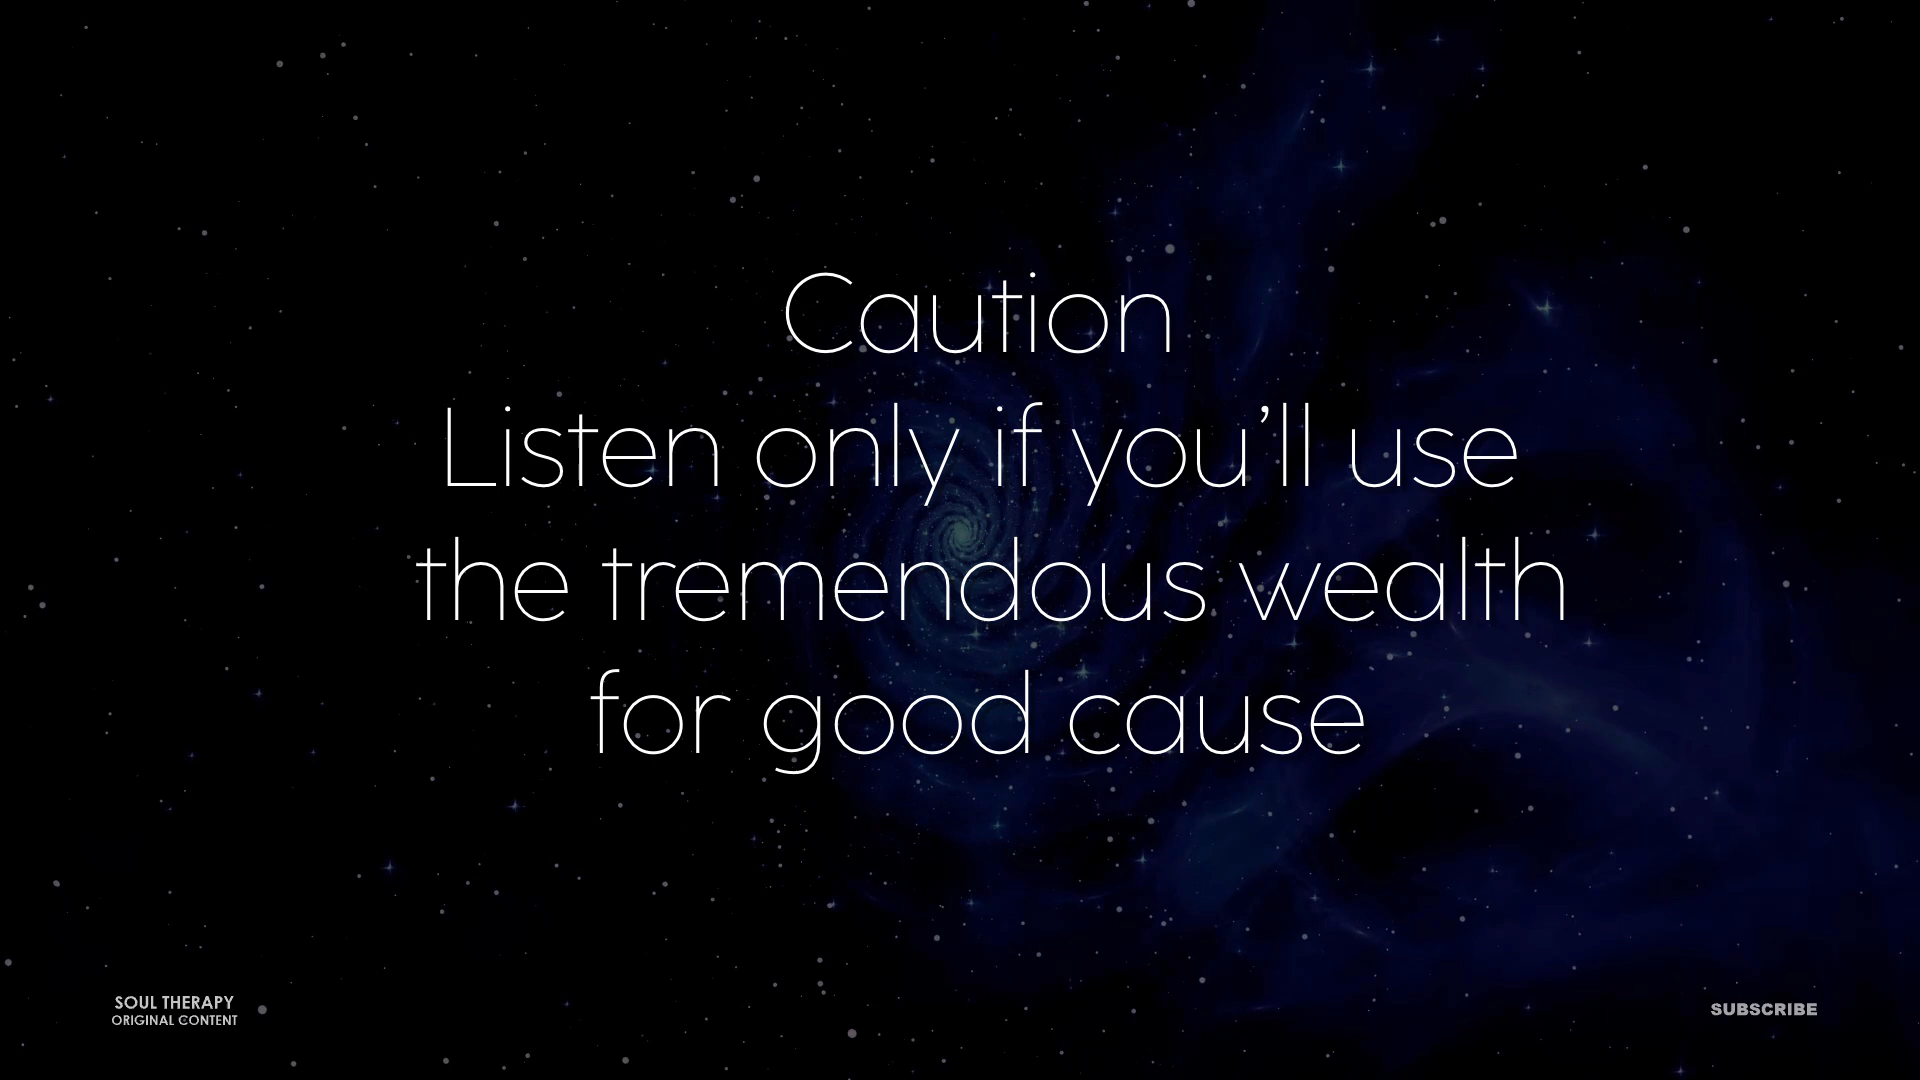 Caution
Listen only if you’ll use
the tremendous wealth
for good cause
SOUL THERAPY
ORIGINAL CONTENT
SUBSCRIBE